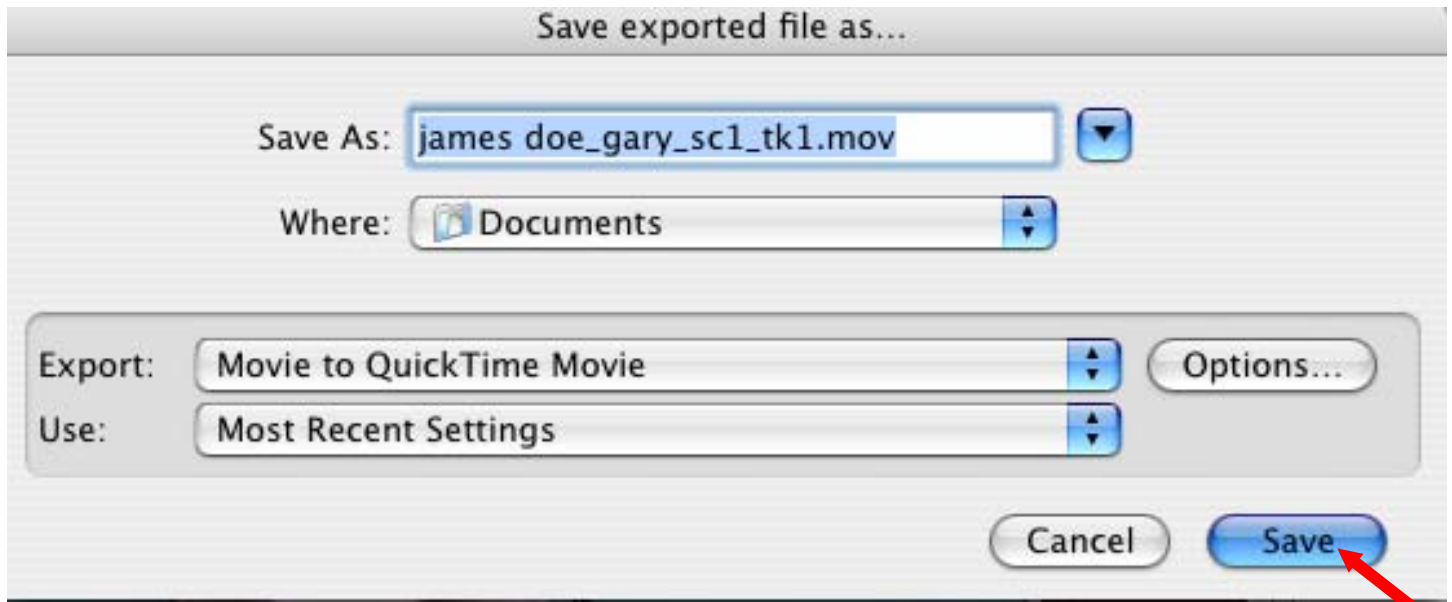 Save exported file as...
Save As: james doe_gary_sc1_tk1.mov
Where: Documents
Export: Movie to QuickTime Movie Options...
Use: Most Recent Settings
Cancel Save